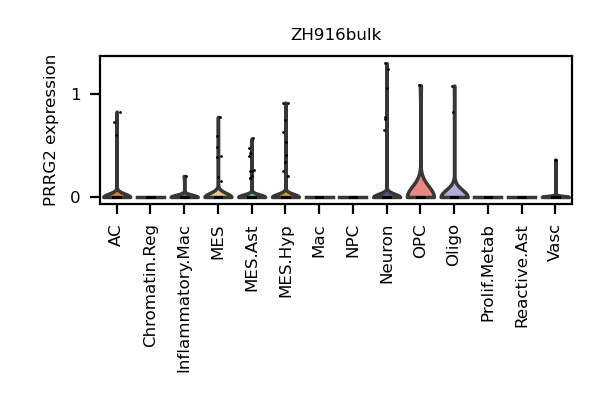 ZH916bulk
PRRG2 expression
1
0
AC
Chromatin.Reg
Inflammatory.Mac
MES
MES.Ast
MES.Hyp
Mac
NPC
Neuron
OPC
Oligo
Prolif.Metab
Reactive.Ast
Vasc